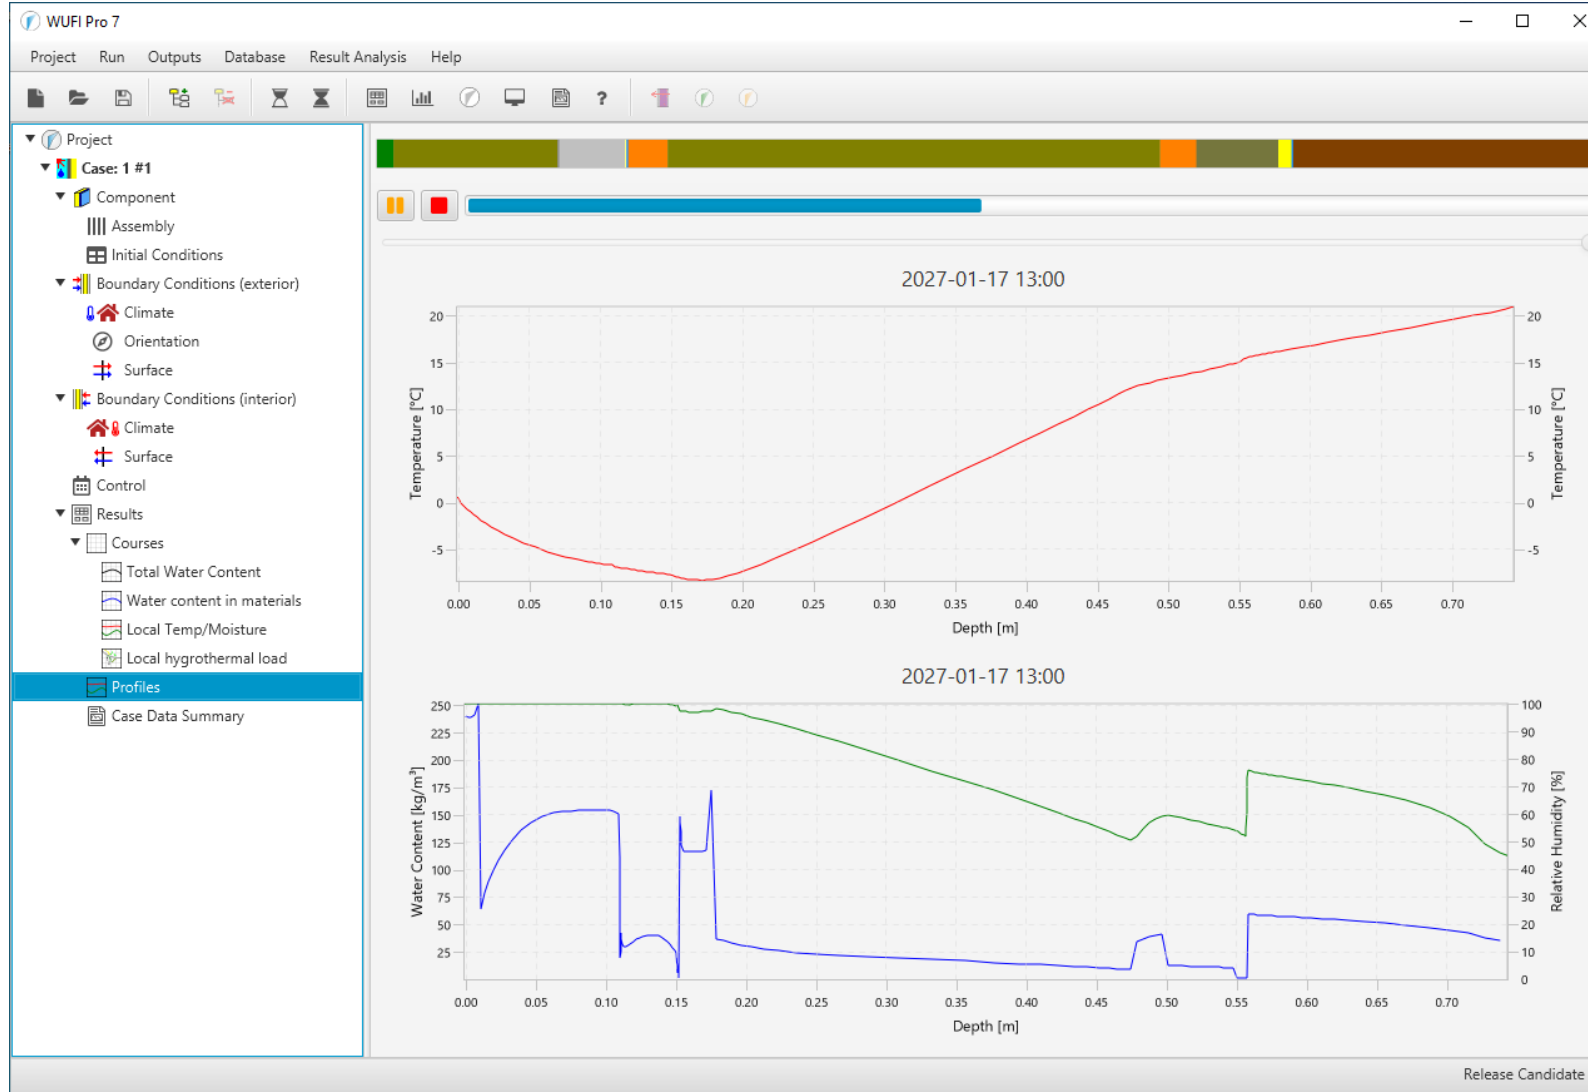 WUFI Pro 7
Project Run Outputs Database Result Analysis Help
?
Project
Case: 1 #1
Component
Assembly
Initial Conditions
Boundary Conditions (exterior)
Climate
Orientation
Surface
Boundary Conditions (interior)
Climate
Surface
Control
Results
Courses
Total Water Content
Water content in materials
Local Temp/Moisture
Local hygrothermal load
Profiles
Case Data Summary
2027-01-17 13:00
Temperature [°C]
20
15
10
5
0
-5
20
15
10
5
0
-5
Temperature [°C]
0.00 0.05 0.10 0.15 0.20 0.25 0.30 0.35 0.40 0.45 0.50 0.55 0.60 0.65 0.70
Depth [m]
2027-01-17 13:00
Water Content [kg/m³]
250
225
200
175
150
125
100
75
50
25
100
90
80
70
60
50
40
30
20
10
0
Relative Humidity [%]
0.00 0.05 0.10 0.15 0.20 0.25 0.30 0.35 0.40 0.45 0.50 0.55 0.60 0.65 0.70
Depth [m]
Release Candidate